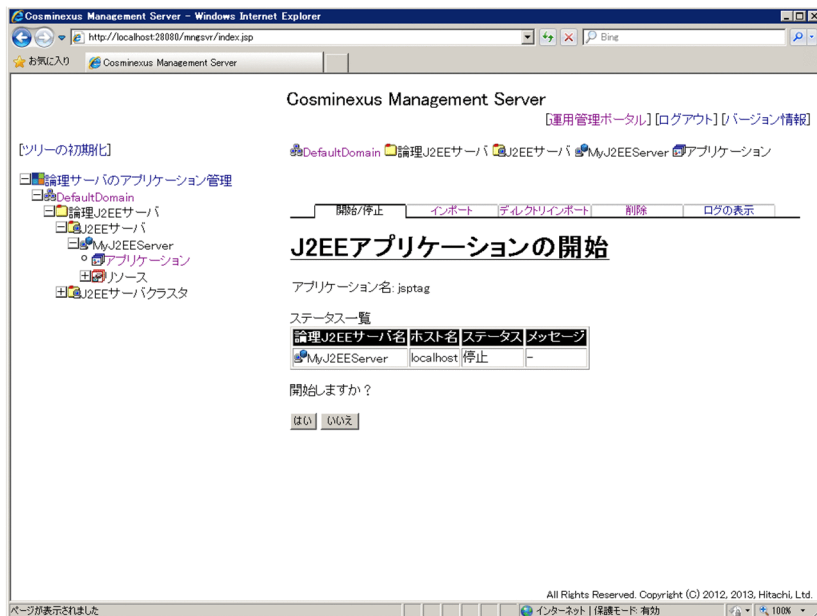 Cosminexus Management Server - Windows Internet Explorer
http://localhost:28080/mngsvr/index.jsp
Bing
お気に入り
Cosminexus Management Server
Cosminexus Management Server
[運用管理ポータル] [ログアウト] [バージョン情報]
[ツリーの初期化]
DefaultDomain 論理J2EEサーバ J2EEサーバ MyJ2EEServer アプリケーション
論理サーバのアプリケーション管理
DefaultDomain
論理J2EEサーバ
J2EEサーバ
MyJ2EEServer
アプリケーション
リソース
J2EEサーバクラスタ
開始/停止 インポート ディレクトリインポート 削除 ログの表示
J2EEアプリケーションの開始
アプリケーション名: jsptag
ステータス一覧
論理J2EEサーバ名 ホスト名 ステータス メッセージ
MyJ2EEServer localhost 停止 -
開始しますか？
はい いいえ
All Rights Reserved. Copyright (C) 2012, 2013, Hitachi, Ltd.
ページが表示されました
インターネット | 保護モード: 有効
100%